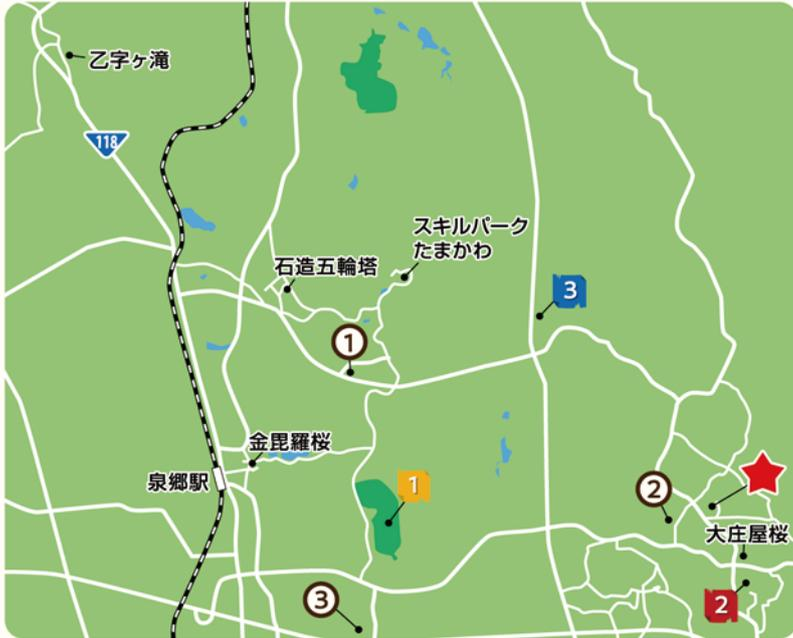 乙字ヶ滝
118
スキルパーク
たまかわ
石造五輪塔
3
1
金毘羅桜
泉郷駅
1
2
大庄屋桜
3
2